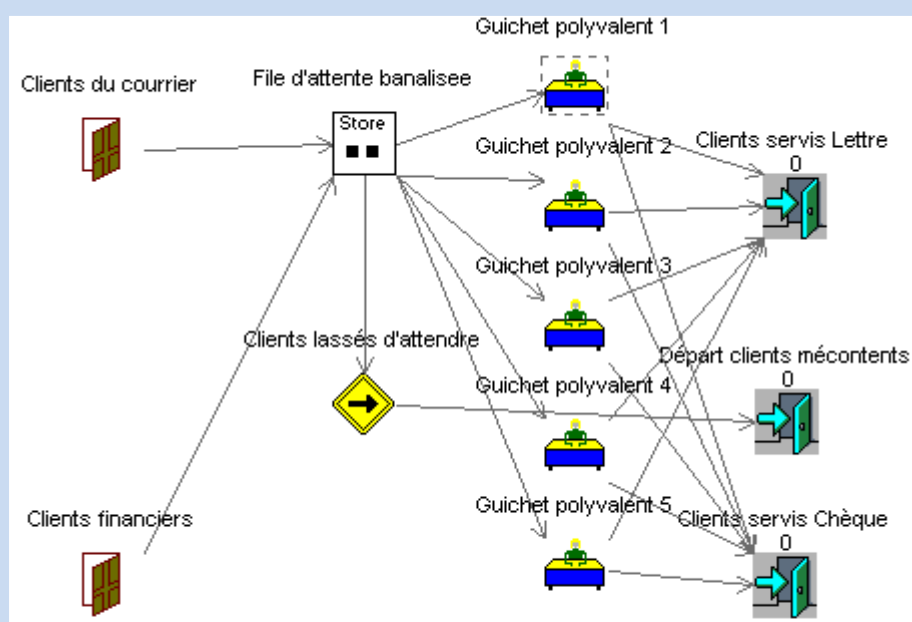 Guichet polyvalent 1
Clients du courrier
File d'attente banalisee
Store
Guichet polyvalent 2
Clients servis Lettre
0
Guichet polyvalent 3
Clients lassés d'attendre
Départ clients mécontents
0
Guichet polyvalent 4
Clients financiers
Guichet polyvalent 5
Clients servis Chèque
0